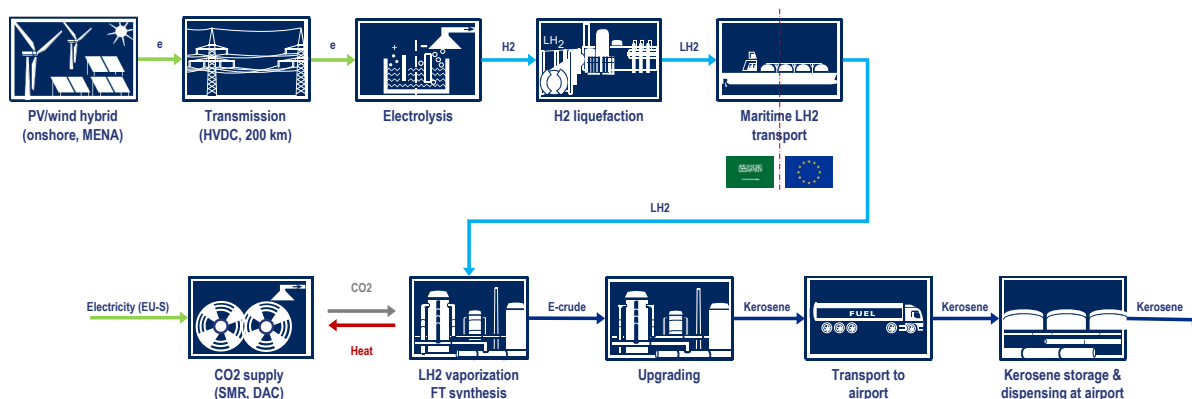 e
e
H2
LH2
LH2
PV/wind hybrid
(onshore, MENA)
Transmission
(HVDC, 200 km)
Electrolysis
H2 liquefaction
Maritime LH2
transport
LH2
Electricity (EU-S)
CO2
Heat
E-crude
Kerosene
FUEL
Kerosene
Kerosene
CO2 supply
(SMR, DAC)
LH2 vaporization
FT synthesis
Upgrading
Transport to
airport
Kerosene storage &
dispensing at airport